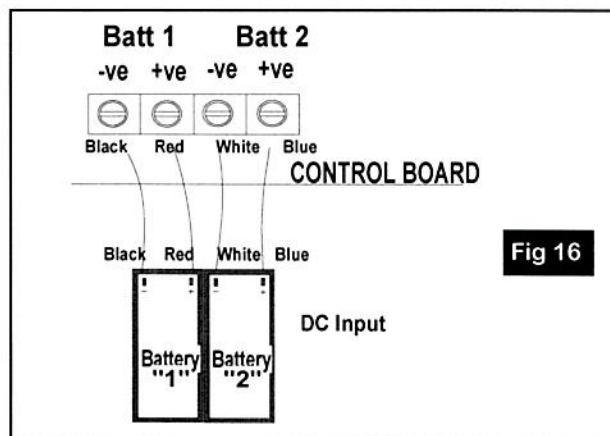 Batt 1 Batt 2
-ve +ve -ve +ve
Black Red White Blue
CONTROL BOARD
Black Red White Blue
Fig 16
- + - +
DC Input
Battery Battery
"1" "2"